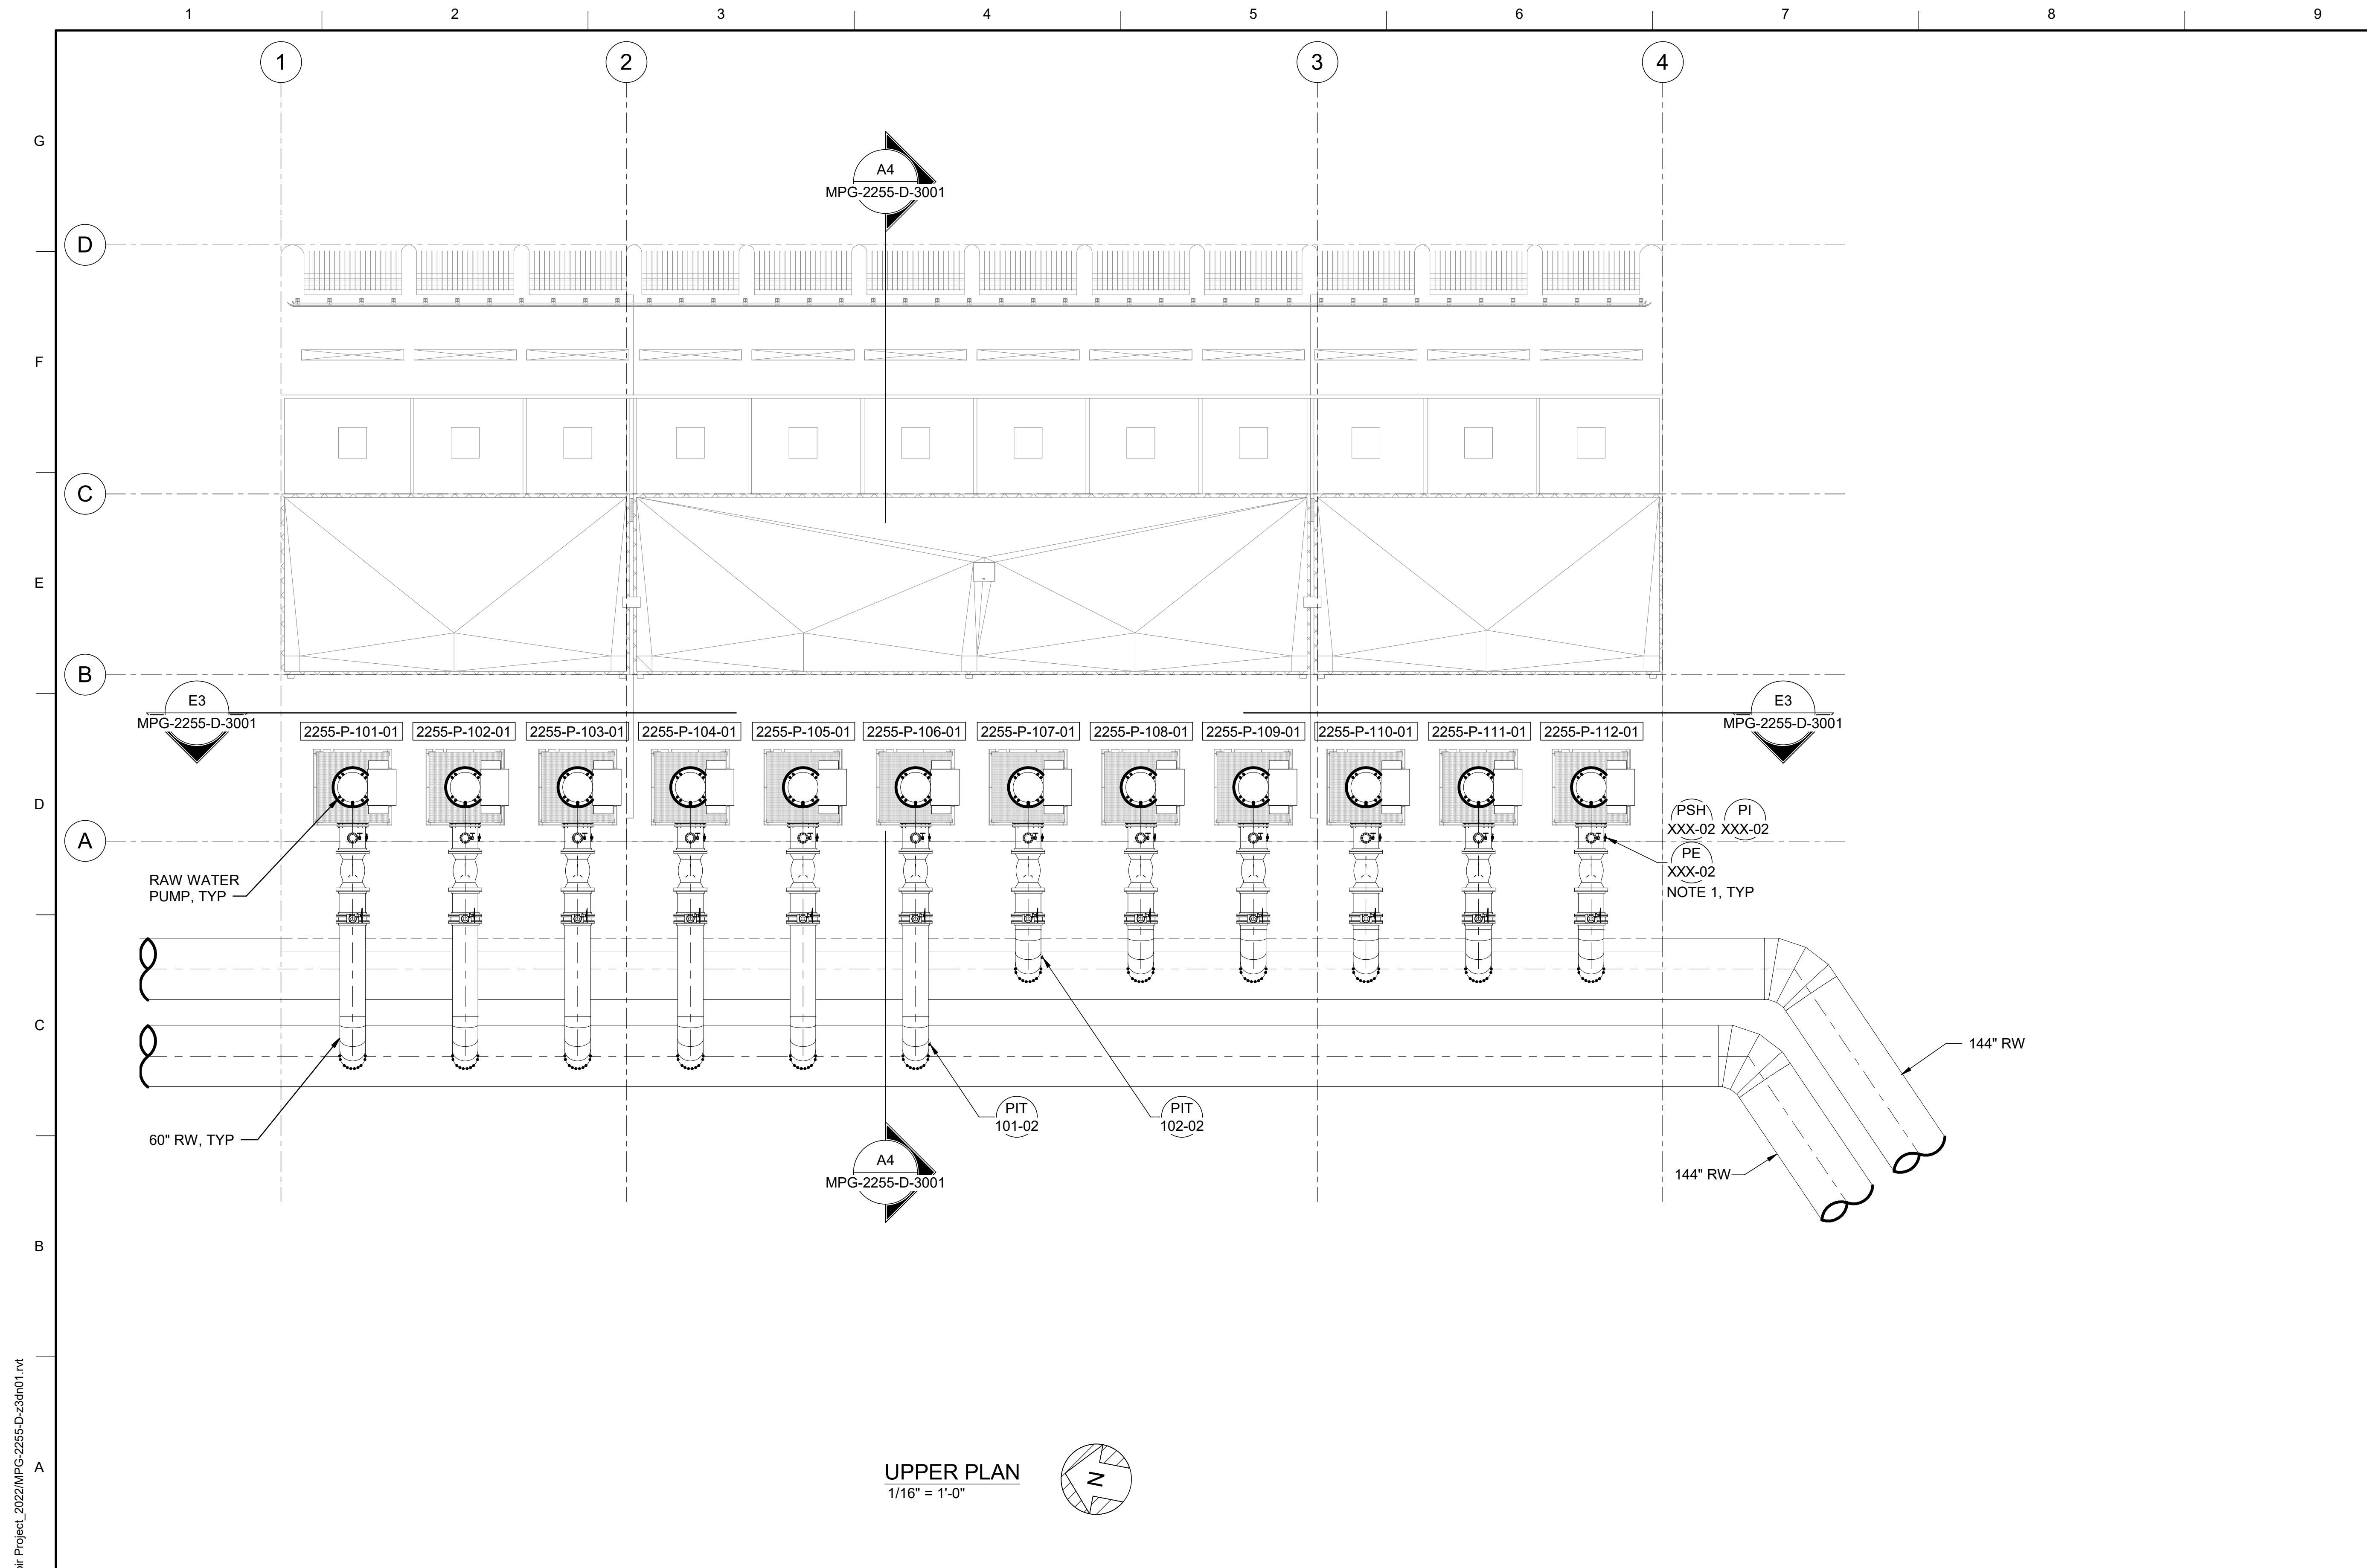 1 2 3 4 5 6 7 8 9
1 2 3 4
G
A4
MPG-2255-D-3001
D
F
C
E
B
E3
MPG-2255-D-3001
E3
MPG-2255-D-3001
2255-P-101-01 2255-P-102-01 2255-P-103-01 2255-P-104-01 2255-P-105-01 2255-P-106-01 2255-P-107-01 2255-P-108-01 2255-P-109-01 2255-P-110-01 2255-P-111-01 2255-P-112-01
D
PSH
XXX-02
PI
XXX-02
A
PE
XXX-02
NOTE 1, TYP
RAW WATER
PUMP, TYP
C
144" RW
PIT
101-02
PIT
102-02
60" RW, TYP
A4
MPG-2255-D-3001
144" RW
B
A
UPPER PLAN
1/16" = 1'-0"
N
Project_2022/MPG-2255-D-z3dn01.rvt